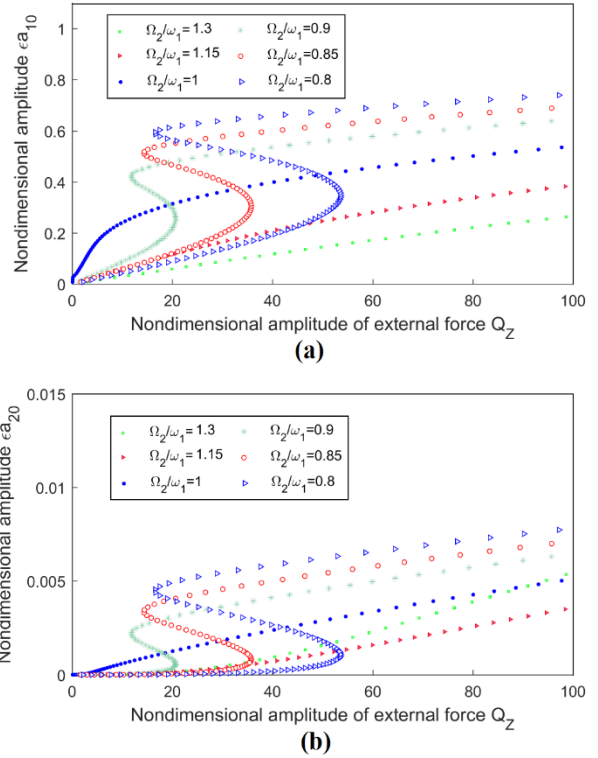 Nondimensional amplitude ϵa₁₀
1
0.8
0.6
0.4
0.2
0
Ω₂/ω₁= 1.3
Ω₂/ω₁= 1.15
Ω₂/ω₁=1
Ω₂/ω₁=0.9
Ω₂/ω₁=0.85
Ω₂/ω₁=0.8
0 20 40 60 80 100
Nondimensional amplitude of external force Q_Z
(a)
Nondimensional amplitude ϵa₂₀
0.015
0.01
0.005
0
Ω₂/ω₁= 1.3
Ω₂/ω₁= 1.15
Ω₂/ω₁=1
Ω₂/ω₁=0.9
Ω₂/ω₁=0.85
Ω₂/ω₁=0.8
0 20 40 60 80 100
Nondimensional amplitude of external force Q_Z
(b)